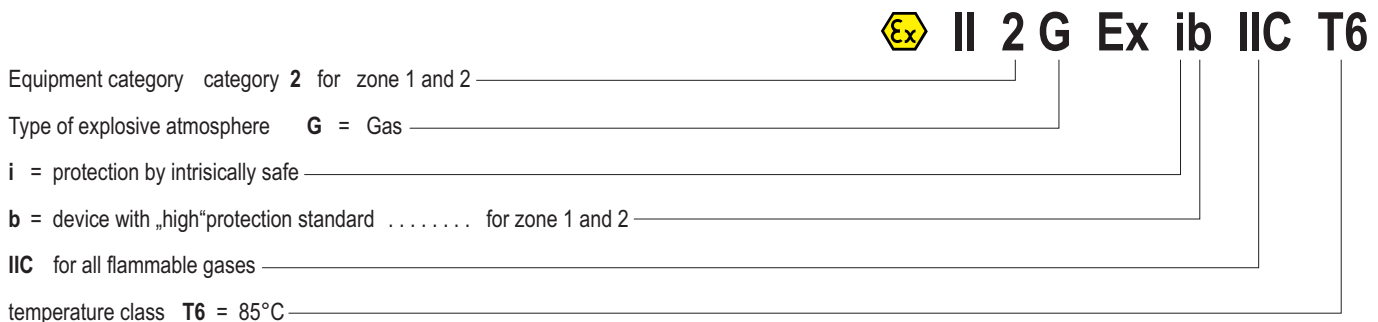 Ex II 2 G Ex ib IIC T6
Equipment category category 2 for zone 1 and 2
Type of explosive atmosphere G = Gas
i = protection by intrisically safe
b = device with „high“protection standard ........ for zone 1 and 2
IIC for all flammable gases
temperature class T6 = 85°C